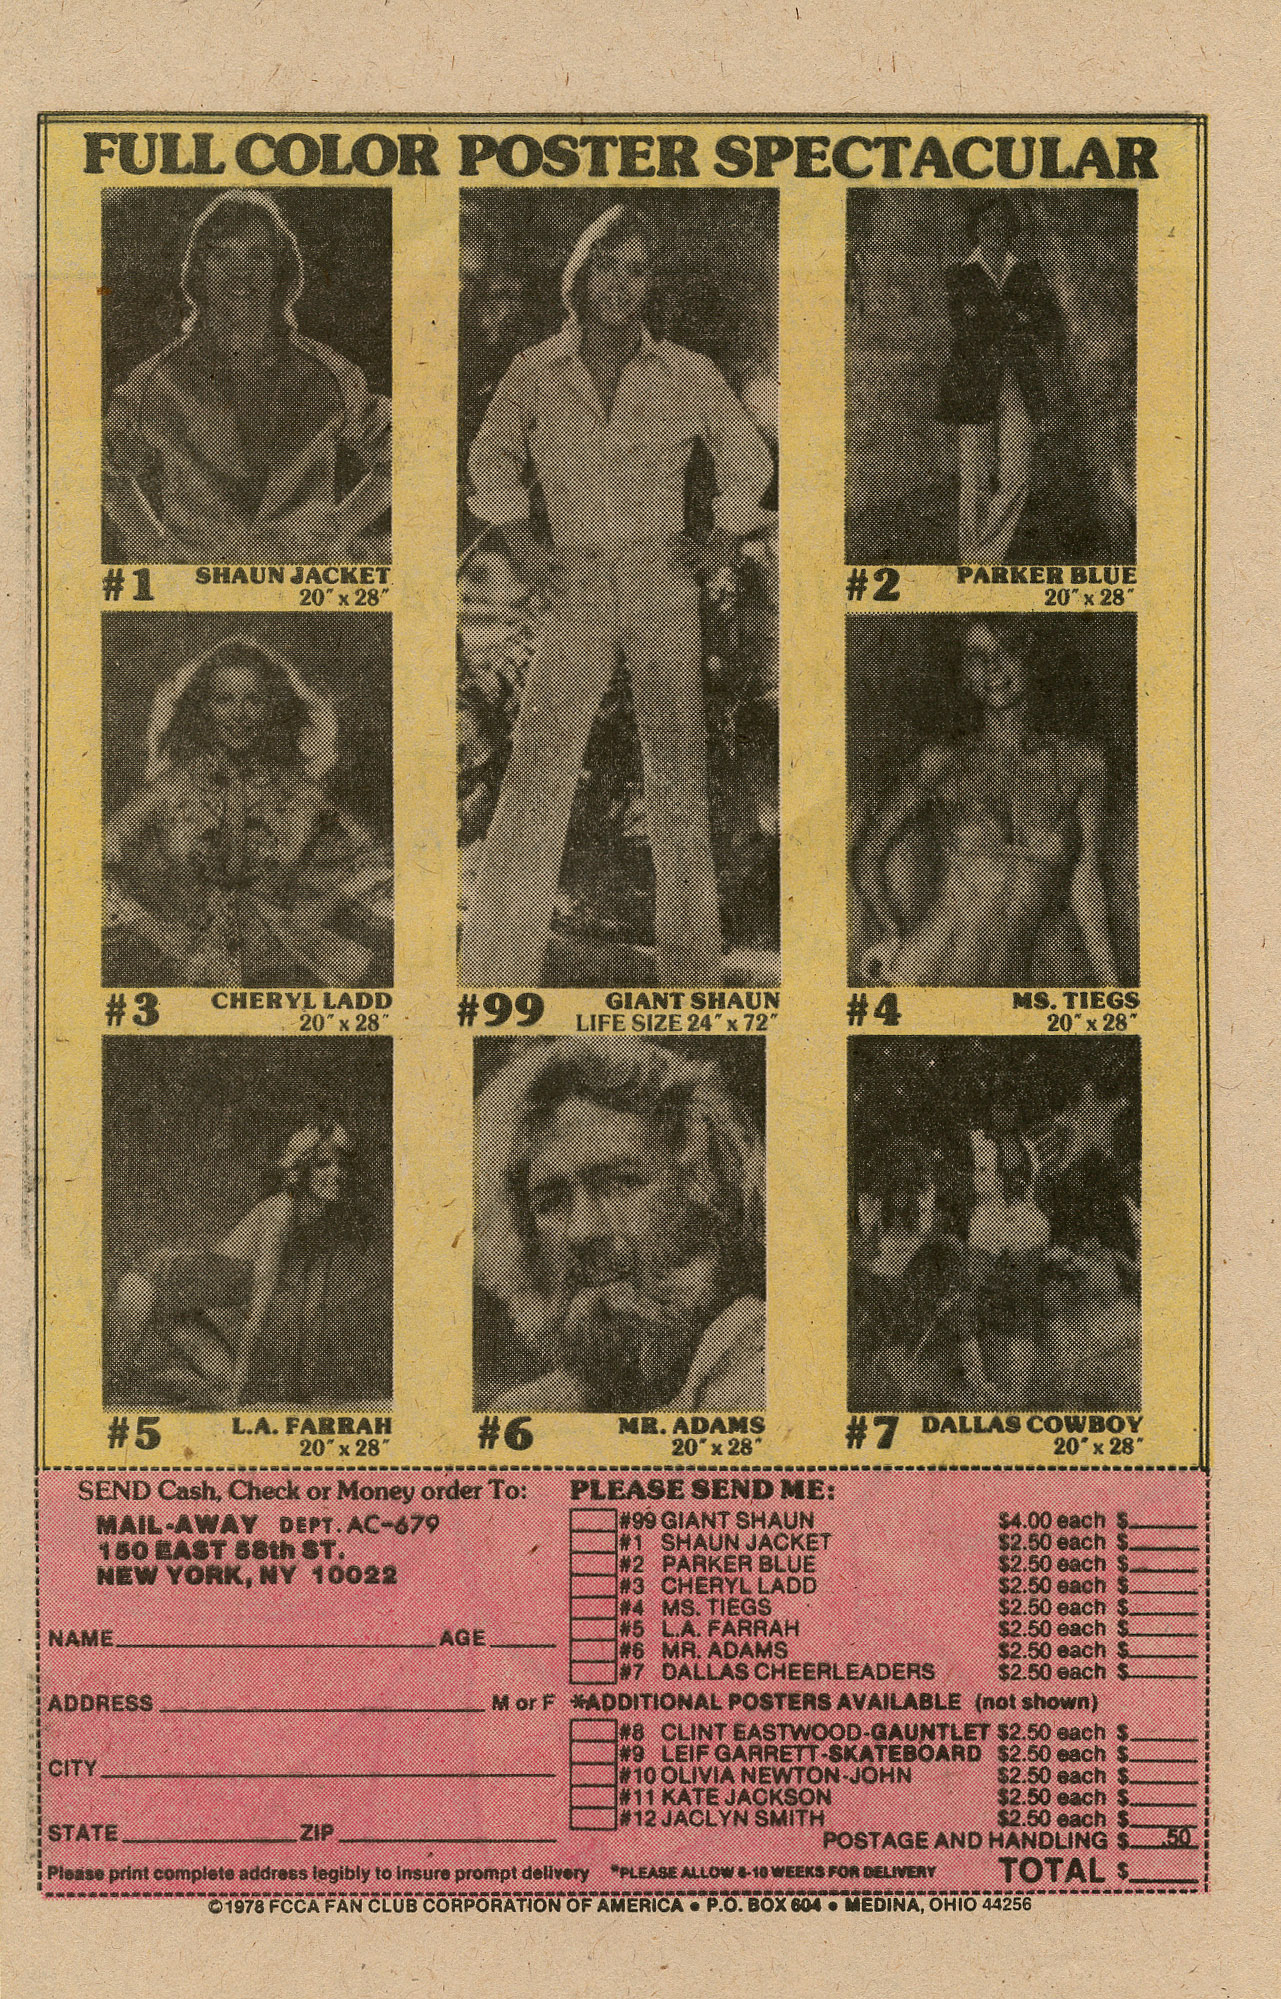 FULL COLOR POSTER SPECTACULAR
#1 SHAUN JACKET
20" x 28"
#2 PARKER BLUE
20" x 28"
#3 CHERYL LADD
20" x 28"
#99 GIANT SHAUN
LIFE SIZE 24" x 72"
#4 MS. TIEGS
20" x 28"
#5 L.A. FARRAH
20" x 28"
#6 MR. ADAMS
20" x 28"
#7 DALLAS COWBOY
20" x 28"
SEND Cash, Check or Money order To:
MAIL-AWAY DEPT. AC-679
150 EAST 58th ST.
NEW YORK, NY 10022
NAME AGE
ADDRESS M or F
CITY
STATE ZIP
Please print complete address legibly to insure prompt delivery
PLEASE SEND ME:
#99 GIANT SHAUN $4.00 each $
#1 SHAUN JACKET $2.50 each $
#2 PARKER BLUE $2.50 each $
#3 CHERYL LADD $2.50 each $
#4 MS. TIEGS $2.50 each $
#5 L.A. FARRAH $2.50 each $
#6 MR. ADAMS $2.50 each $
#7 DALLAS CHEERLEADERS $2.50 each $
*ADDITIONAL POSTERS AVAILABLE (not shown)
#8 CLINT EASTWOOD-GAUNTLET $2.50 each $
#9 LEIF GARRETT-SKATEBOARD $2.50 each $
#10 OLIVIA NEWTON-JOHN $2.50 each $
#11 KATE JACKSON $2.50 each $
#12 JACLYN SMITH $2.50 each $
POSTAGE AND HANDLING $ .50
*PLEASE ALLOW 6-10 WEEKS FOR DELIVERY TOTAL $
©1978 FCCA FAN CLUB CORPORATION OF AMERICA • P.O. BOX 604 • MEDINA, OHIO 44256